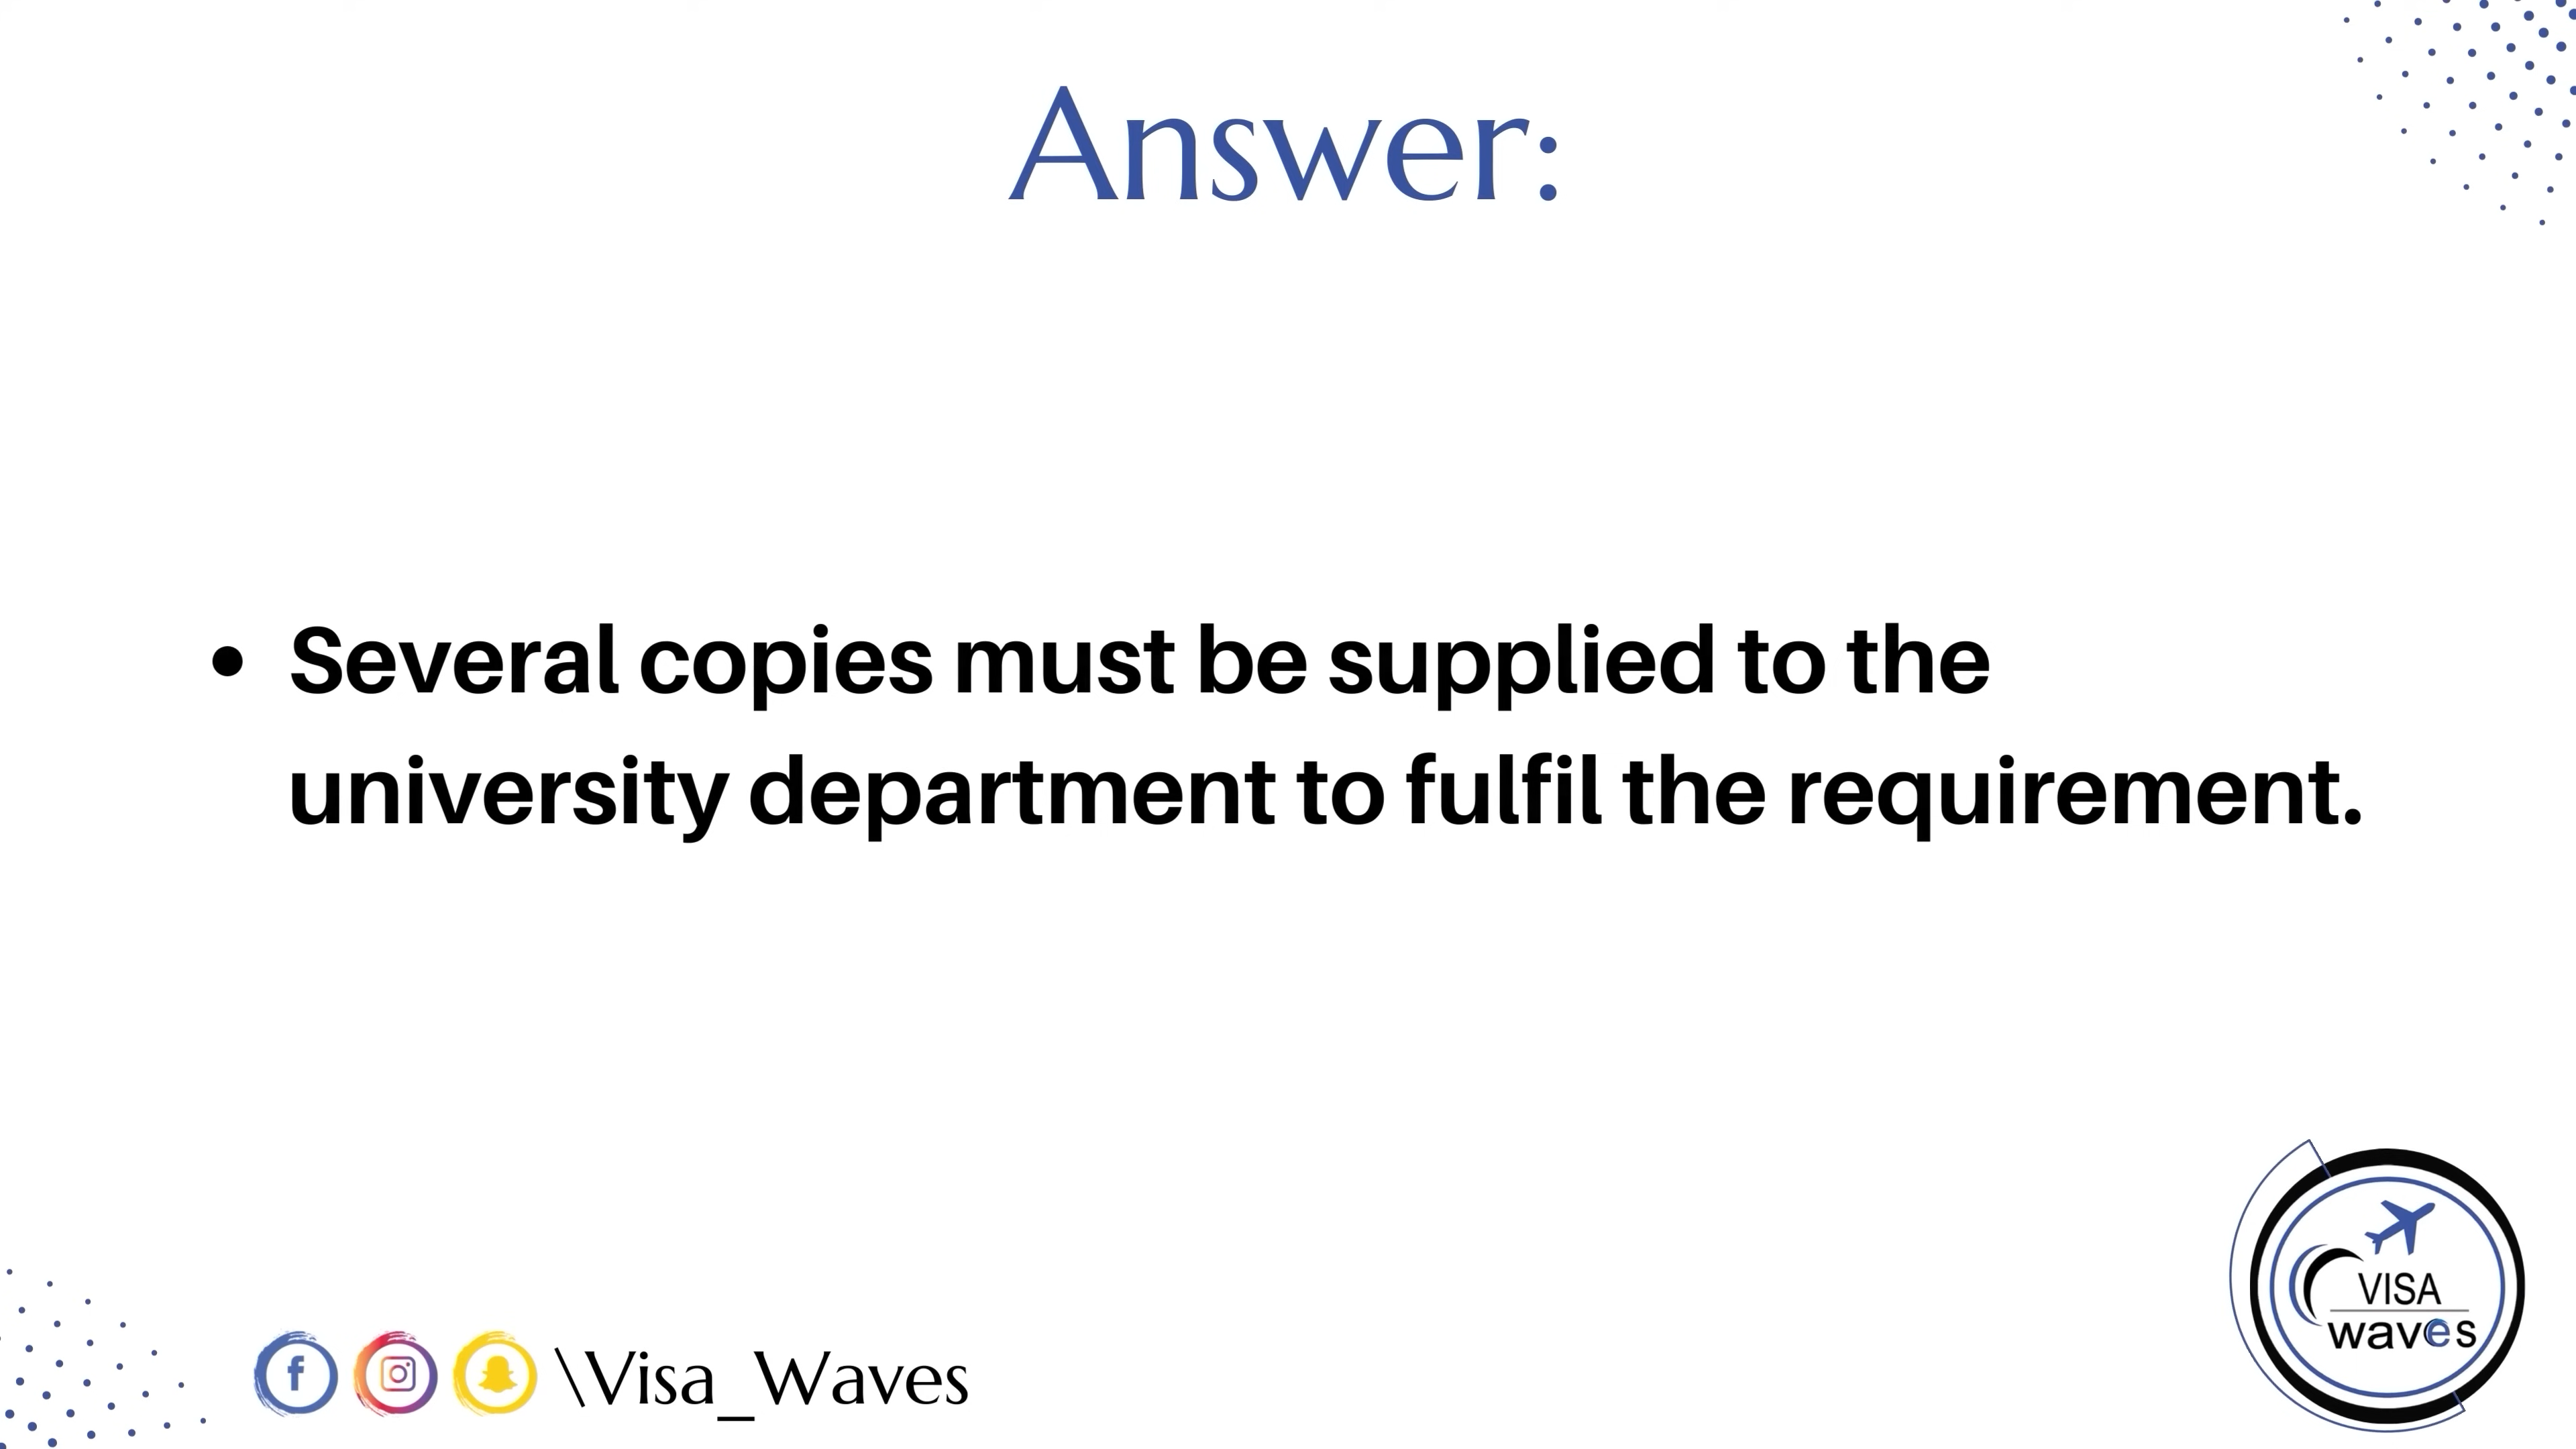 Answer:
• Several copies must be supplied to the
university department to fulfil the requirement.
\Visa_Waves
VISA
waves